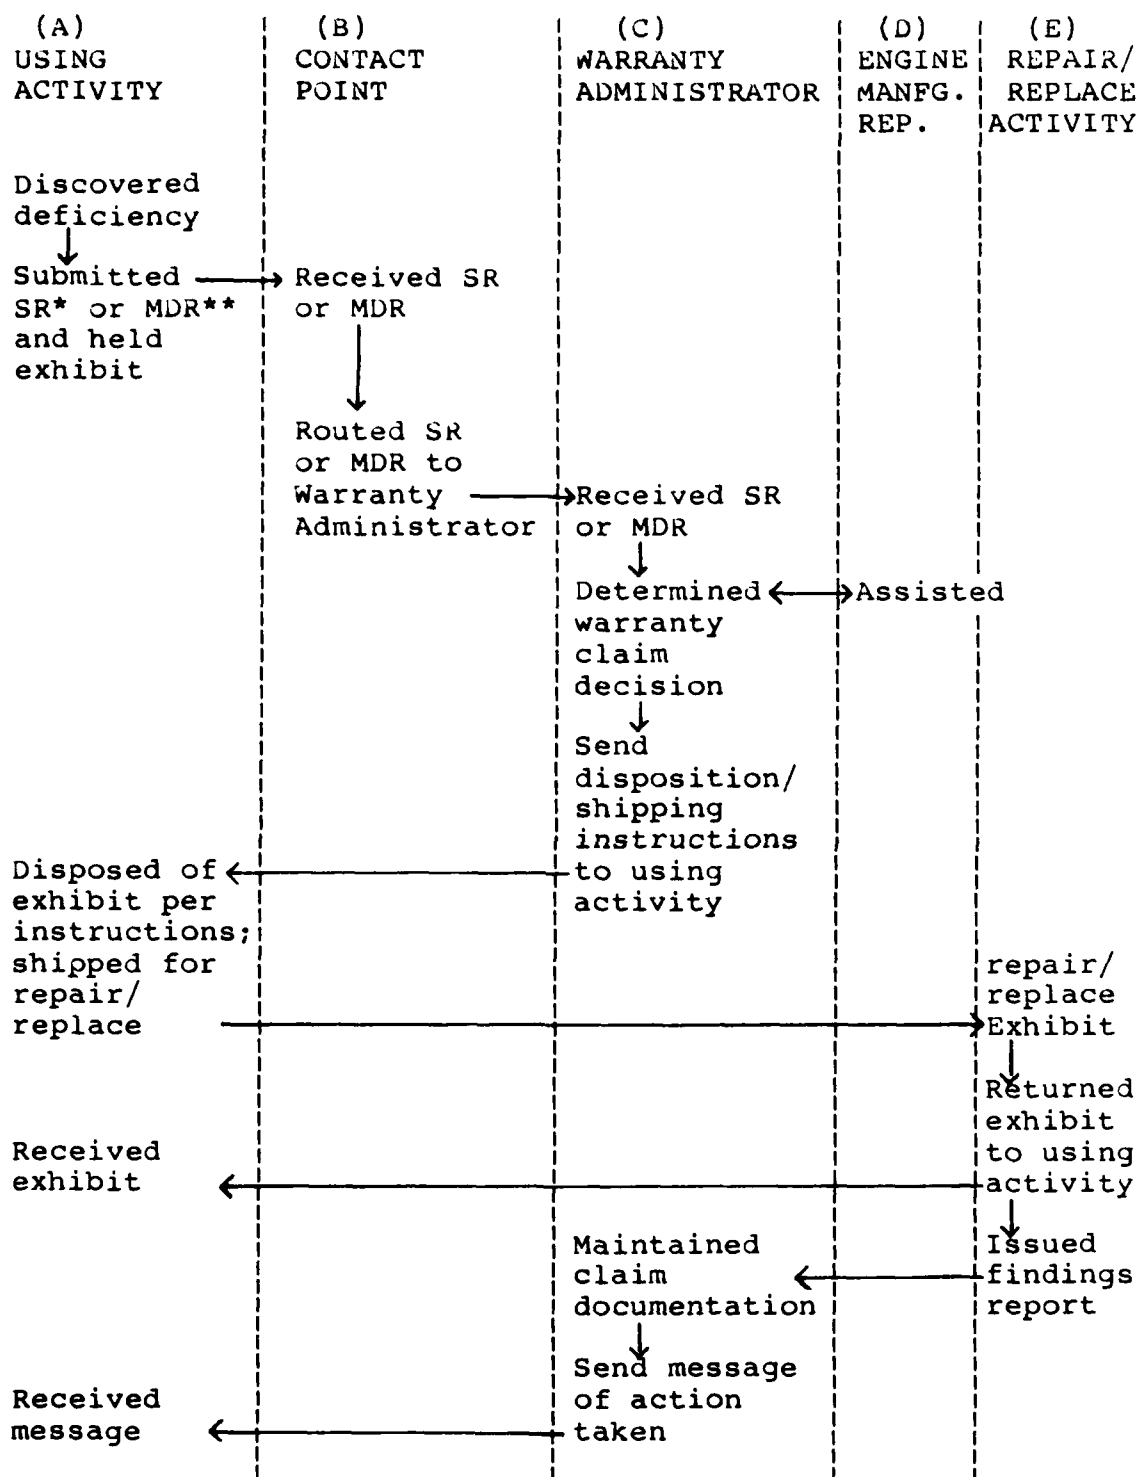 (A)
USING
ACTIVITY
(B)
CONTACT
POINT
(C)
WARRANTY
ADMINISTRATOR
(D)
ENGINE
MANFG.
REP.
(E)
REPAIR/
REPLACE
ACTIVITY
Discovered
deficiency
Submitted
SR* or MDR**
and held
exhibit
Received SR
or MDR
Routed SR
or MDR to
Warranty
Administrator
Received SR
or MDR
Determined
warranty
claim
decision
Assisted
Send
disposition/
shipping
instructions
to using
activity
Disposed of
exhibit per
instructions;
shipped for
repair/
replace
repair/
replace
Exhibit
Returned
exhibit
to using
activity
Received
exhibit
Issued
findings
report
Maintained
claim
documentation
Send message
of action
taken
Received
message